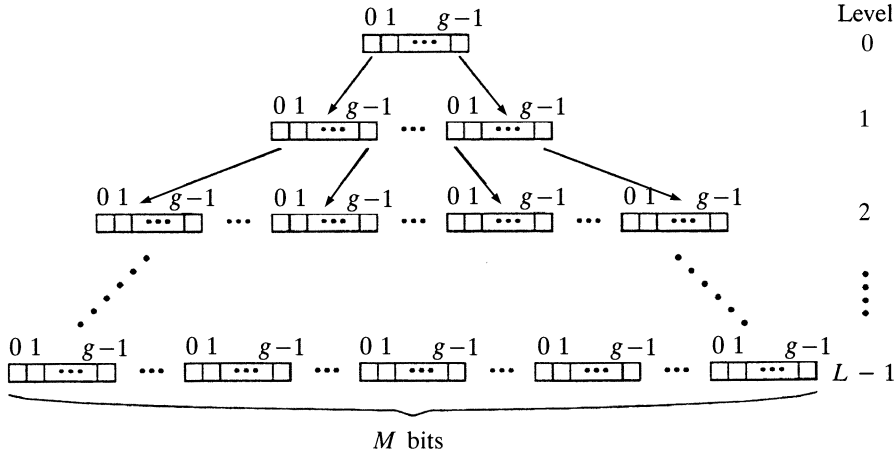 Level
0 1 g−1
0
0 1 g−1 0 1 g−1
1
0 1 g−1 0 1 g−1 0 1 g−1 0 1 g−1
2
0 1 g−1 0 1 g−1 0 1 g−1 0 1 g−1 0 1 g−1
L − 1
M bits